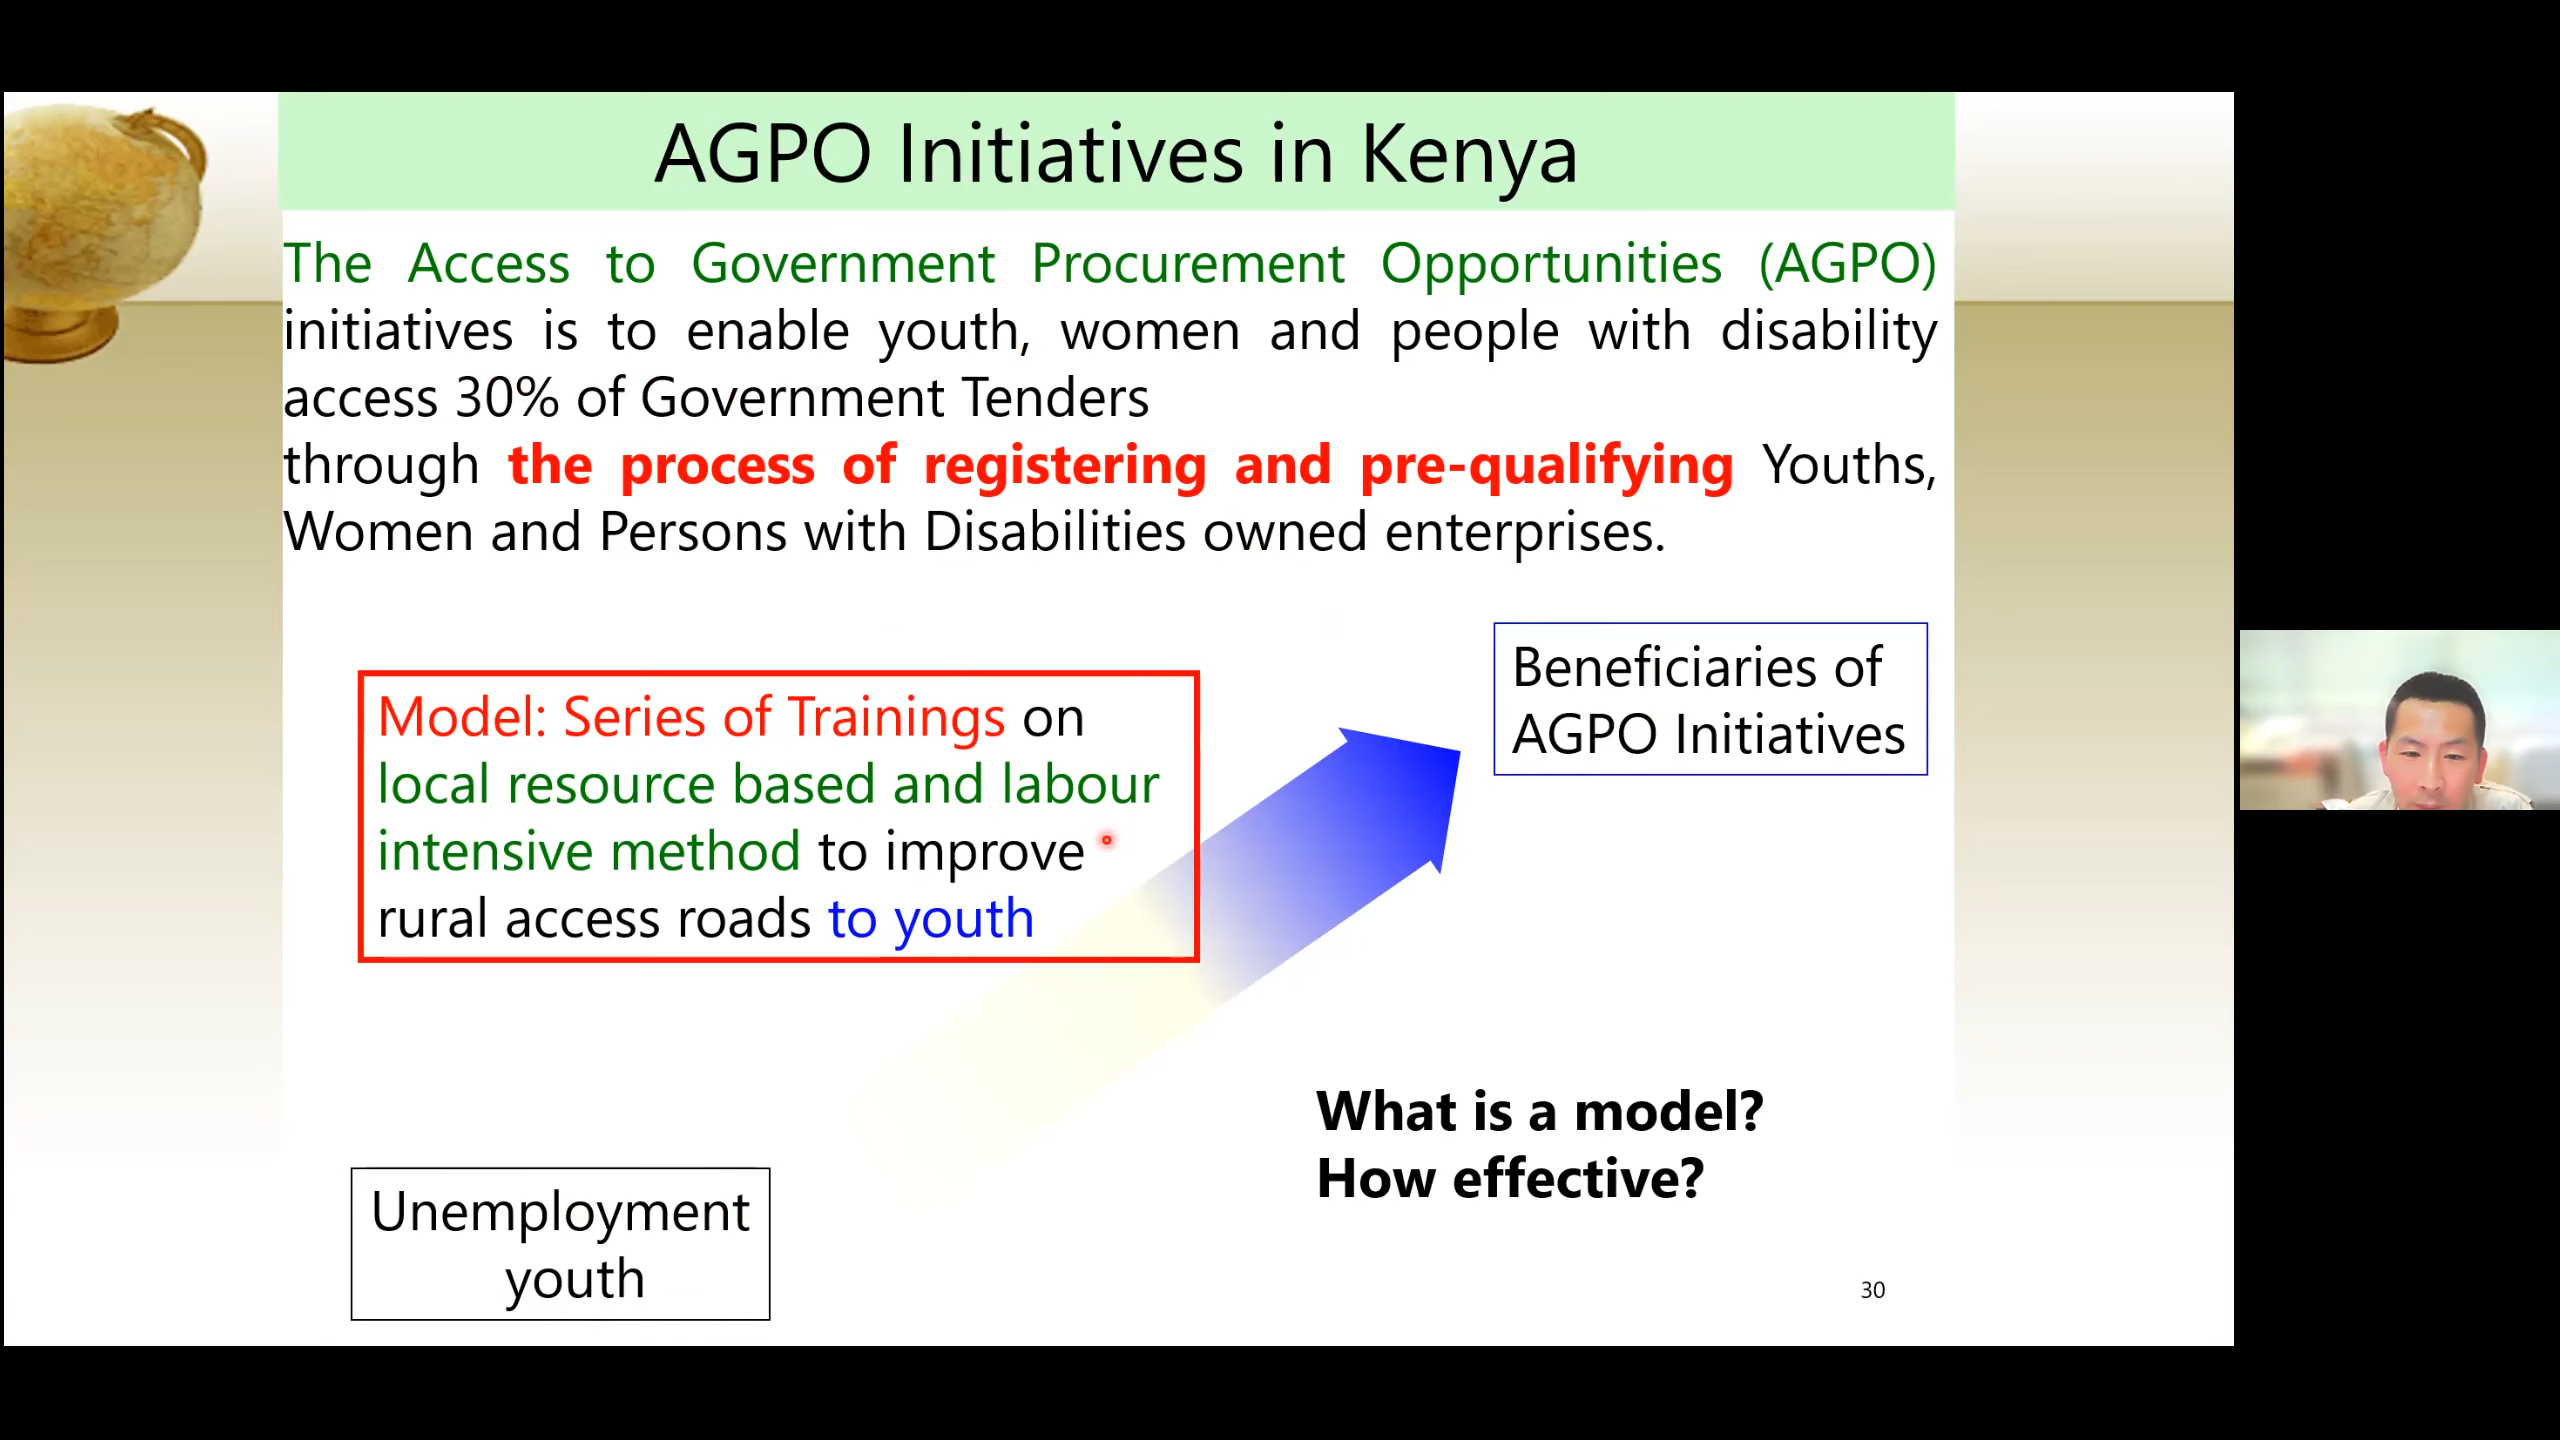 AGPO Initiatives in Kenya
The Access to Government Procurement Opportunities (AGPO)
initiatives is to enable youth, women and people with disability
access 30% of Government Tenders
through the process of registering and pre-qualifying Youths,
Women and Persons with Disabilities owned enterprises.
Beneficiaries of
AGPO Initiatives
Model: Series of Trainings on
local resource based and labour
intensive method to improve
rural access roads to youth
What is a model?
How effective?
Unemployment
youth
30